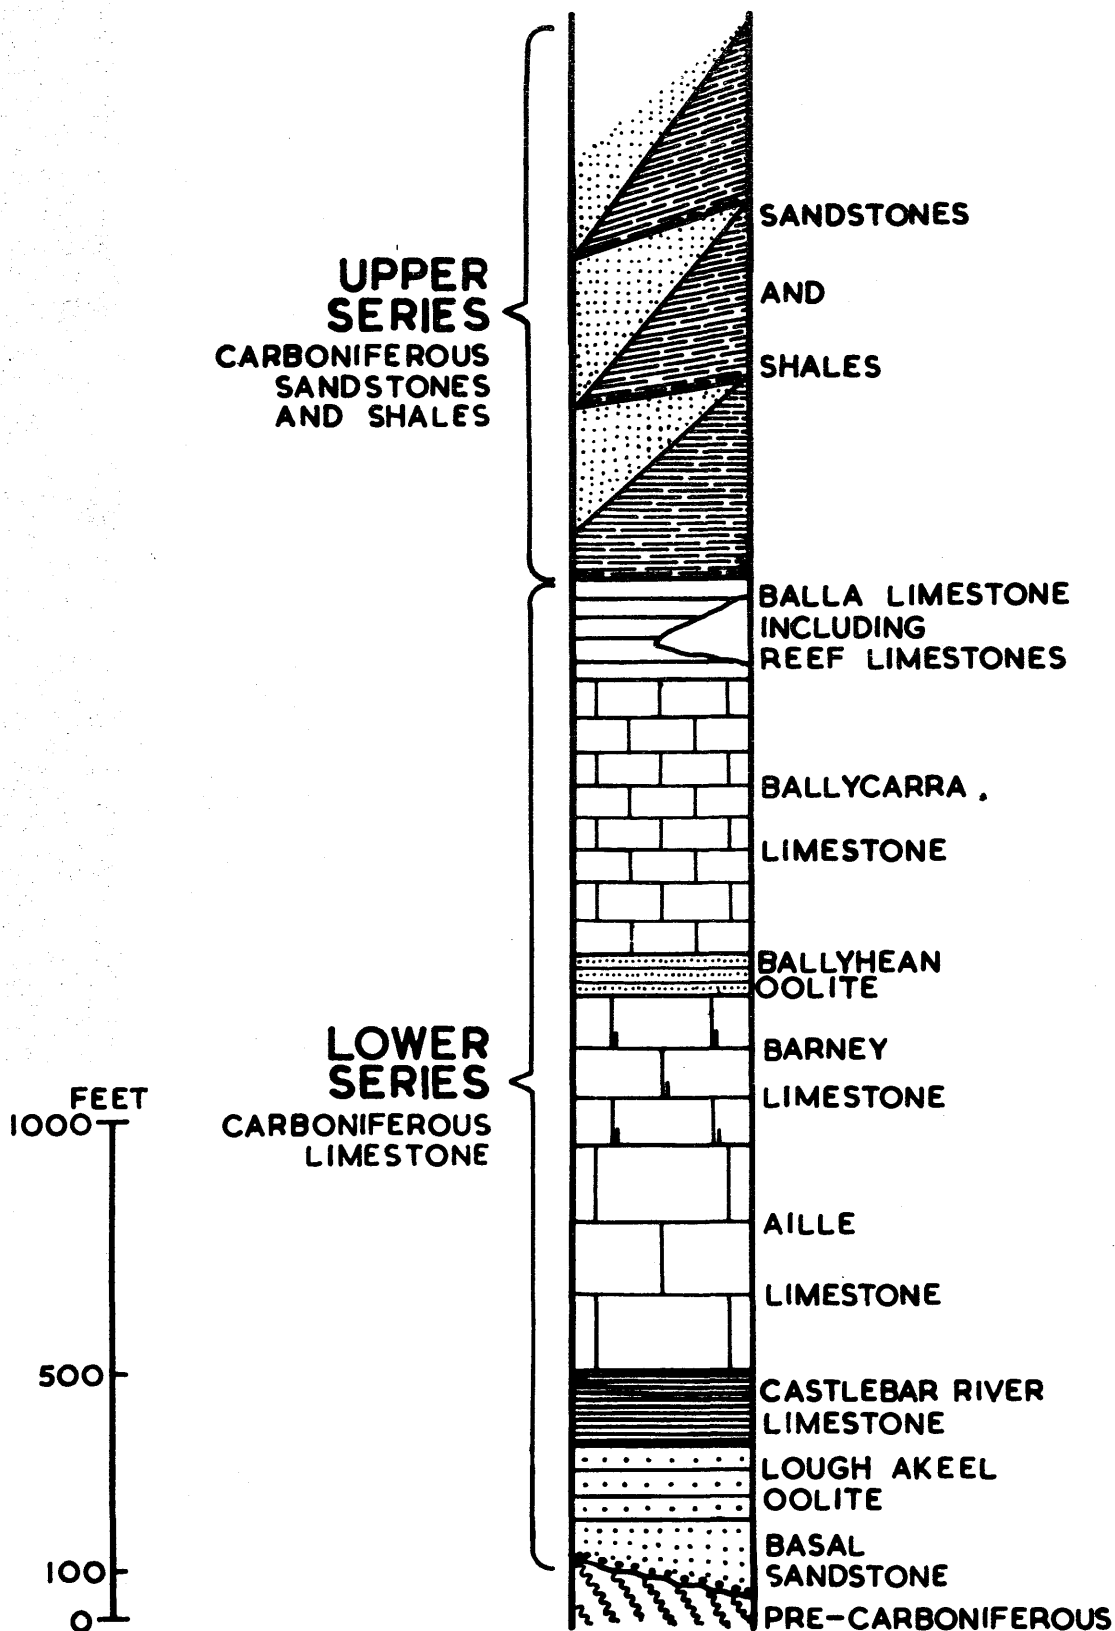 UPPER
SERIES
CARBONIFEROUS
SANDSTONES
AND SHALES
SANDSTONES
AND
SHALES
BALLA LIMESTONE
INCLUDING
REEF LIMESTONES
BALLYCARRA .
LIMESTONE
BALLYHEAN
OOLITE
LOWER
SERIES
CARBONIFEROUS
LIMESTONE
BARNEY
LIMESTONE
AILLE
LIMESTONE
CASTLEBAR RIVER
LIMESTONE
LOUGH AKEEL
OOLITE
BASAL
SANDSTONE
PRE-CARBONIFEROUS
FEET
1000
500
100
0